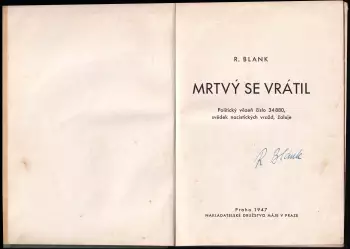 R. BLANK
MRTVÝ SE VRÁTIL
Politický vězeň číslo 34880,
svědek nacistických vražd, žaluje
R Blank
Praha 1947
NAKLADATELSKÉ DRUŽSTVO MÁJE V PRAZE